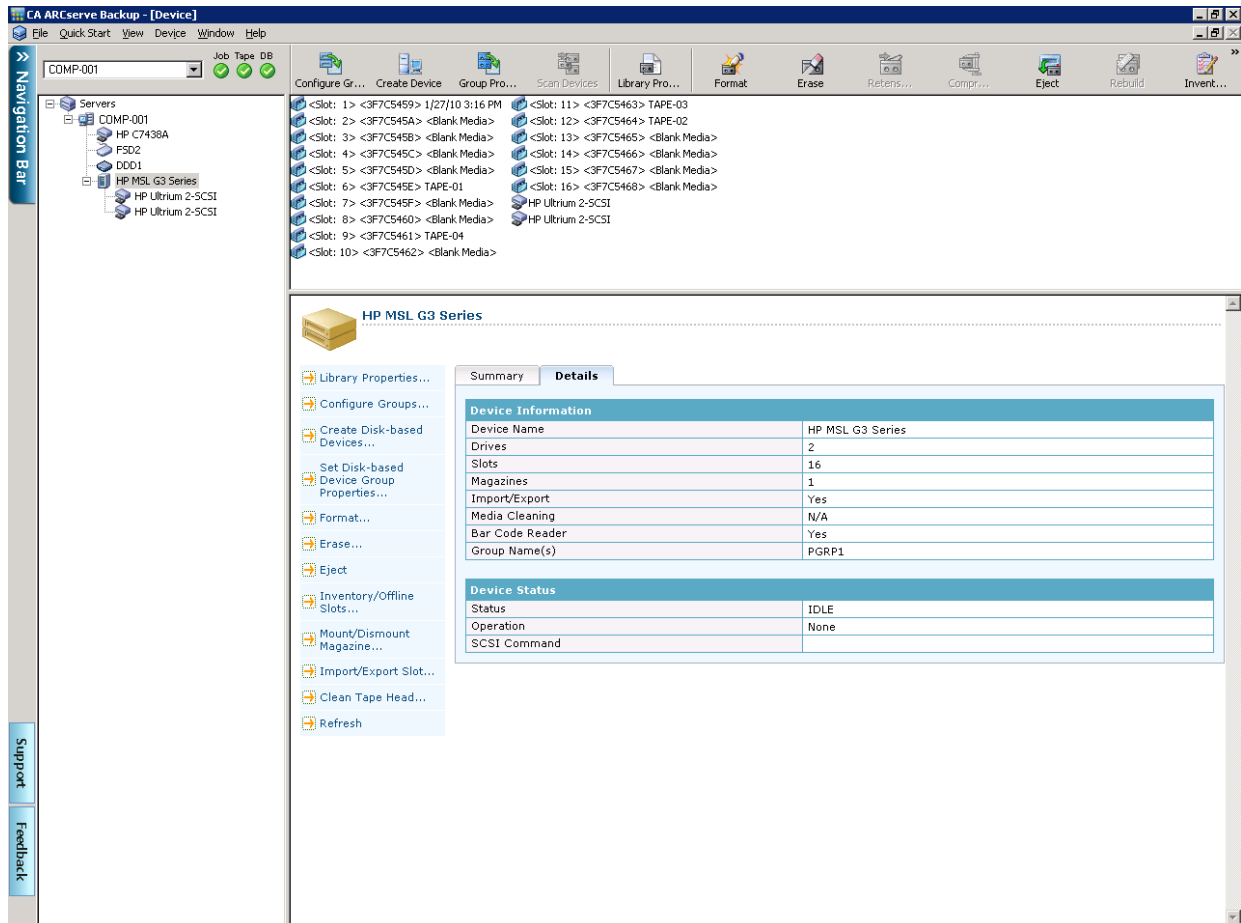 CA ARCserve Backup - [Device]
File Quick Start View Device Window Help
Navigation Bar
COMP-001
Job Tape DB
Configure Gr... Create Device Group Pro... Scan Devices Library Pro... Format Erase Retens... Compr... Eject Rebuild Invent...
Servers
COMP-001
HP C7438A
FSD2
DDD1
HP MSL G3 Series
HP Ultrium 2-SCSI
HP Ultrium 2-SCSI
<Slot: 1> <3F7C5459> 1/27/10 3:16 PM
<Slot: 2> <3F7C545A> <Blank Media>
<Slot: 3> <3F7C545B> <Blank Media>
<Slot: 4> <3F7C545C> <Blank Media>
<Slot: 5> <3F7C545D> <Blank Media>
<Slot: 6> <3F7C545E> TAPE-01
<Slot: 7> <3F7C545F> <Blank Media>
<Slot: 8> <3F7C5460> <Blank Media>
<Slot: 9> <3F7C5461> TAPE-04
<Slot: 10> <3F7C5462> <Blank Media>
<Slot: 11> <3F7C5463> TAPE-03
<Slot: 12> <3F7C5464> TAPE-02
<Slot: 13> <3F7C5465> <Blank Media>
<Slot: 14> <3F7C5466> <Blank Media>
<Slot: 15> <3F7C5467> <Blank Media>
<Slot: 16> <3F7C5468> <Blank Media>
HP Ultrium 2-SCSI
HP Ultrium 2-SCSI
HP MSL G3 Series
Library Properties...
Configure Groups...
Create Disk-based
Devices...
Set Disk-based
Device Group
Properties...
Format...
Erase...
Eject
Inventory/Offline
Slots...
Mount/Dismount
Magazine...
Import/Export Slot...
Clean Tape Head...
Refresh
Summary Details
Device Information
Device Name HP MSL G3 Series
Drives 2
Slots 16
Magazines 1
Import/Export Yes
Media Cleaning N/A
Bar Code Reader Yes
Group Name(s) PGRP1
Device Status
Status IDLE
Operation None
SCSI Command
Support
Feedback